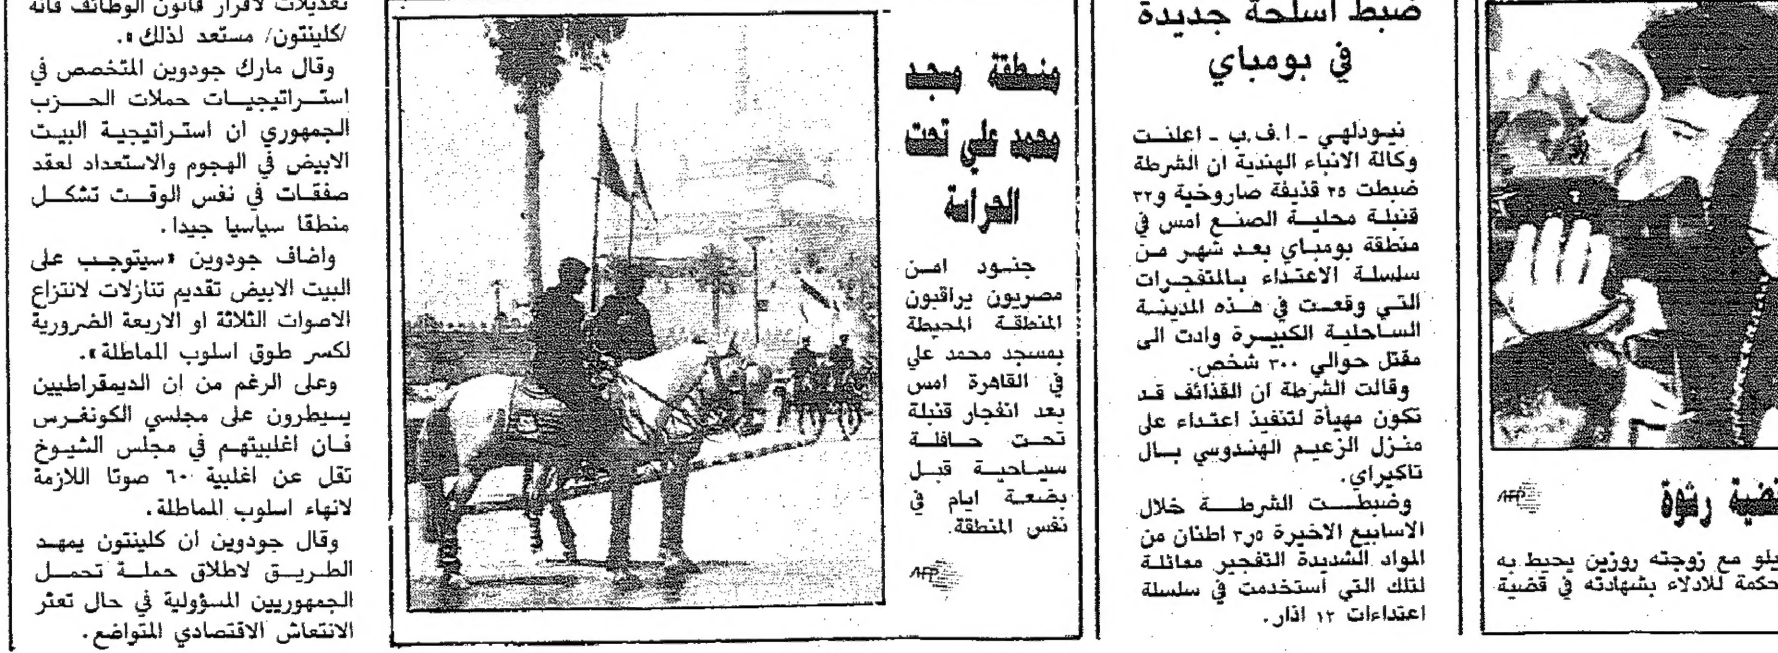 قضية رشوة
AFP
يلو مع زوجته روزين يحيط به
حكمة للادلاء بشهادته في قضية
ضبط اسلحة جديدة
في بومباي
نيودلهي ـ ا.ف.ب ـ اعلنت
وكالة الانباء الهندية ان الشرطة
ضبطت ٢٥ قذيفة صاروخية و٣٢
قنبلة محلية الصنع امس في
منطقة بومباي بعد شهر من
سلسلة الاعتداء بالمتفجرات
التي وقعت في هذه المدينة
الساحلية الكبيرة وادت الى
مقتل حوالي ٣٠٠ شخص.
وقالت الشرطة ان القذائف قد
تكون مهيأة لتنفيذ اعتداء على
منزل الزعيم الهندوسي بال
تاكيراي.
وضبطت الشرطة خلال
الاسابيع الاخيرة ٣ر٥ اطنان من
المواد الشديدة التفجير مماثلة
لتلك التي استخدمت في سلسلة
اعتداءات ١٢ اذار.
منطقة مجد
محمد علي تحت
الحراسة
جنود امن
مصريون يراقبون
المنطقة المحيطة
بمسجد محمد علي
في القاهرة امس
بعد انفجار قنبلة
تحت حافلة
سياحية قبل
بضعة ايام في
نفس المنطقة.
AFP
تعديلات لاقرار قانون الوظائف فانه
/كلينتون/ مستعد لذلك».
وقال مارك جودوين المتخصص في
استراتيجيات حملات الحزب
الجمهوري ان استراتيجية البيت
الابيض في الهجوم والاستعداد لعقد
صفقات في نفس الوقت تشكل
منطقا سياسيا جيدا.
واضاف جودوين «سيتوجب على
البيت الابيض تقديم تنازلات لانتزاع
الاصوات الثلاثة او الاربعة الضرورية
لكسر طوق اسلوب المماطلة».
وعلى الرغم من ان الديمقراطيين
يسيطرون على مجلسي الكونغرس
فان اغلبيتهم في مجلس الشيوخ
تقل عن اغلبية ٦٠ صوتا اللازمة
لانهاء اسلوب المماطلة.
وقال جودوين ان كلينتون يمهد
الطريق لاطلاق حملة تحمل
الجمهوريين المسؤولية في حال تعثر
الانتعاش الاقتصادي المتواضع.